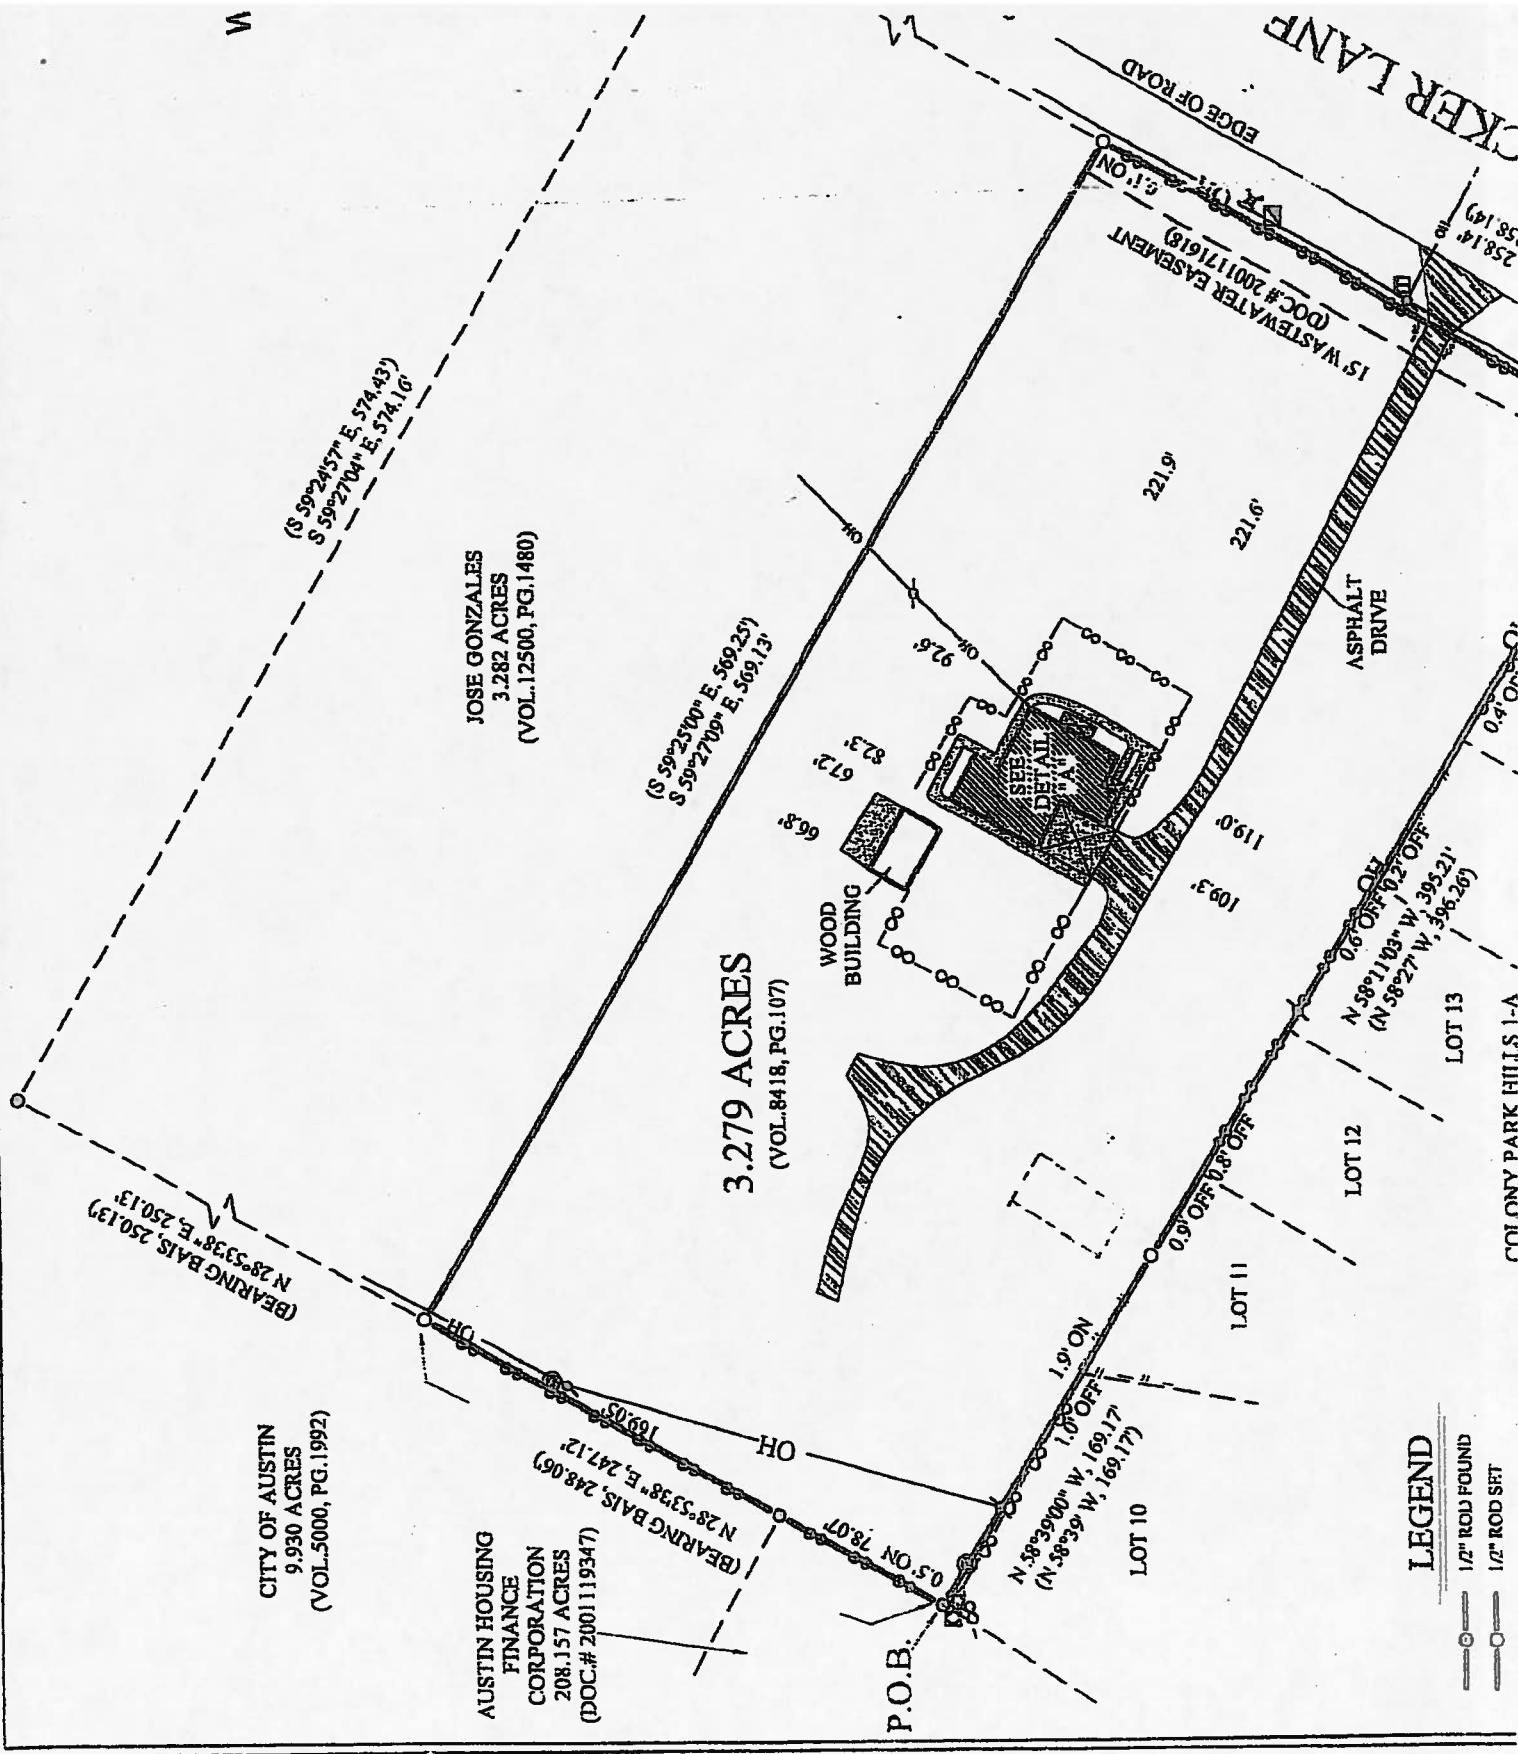 W
CKER LANE
EDGE OF ROAD
(S 59°24'57" E, 574.43')
S 59°27'04" E, 574.16'
JOSE GONZALES
3.282 ACRES
(VOL.12500, PG.1480)
0.1' ON
15' WASTEWATER EASEMENT
(DOC.# 2001171618)
258.14'
58.14')
(S 59°25'00" E, 569.25')
S 59°27'09" E, 569.13'
OH
92.6'
OH
221.9'
221.6'
82.3'
67.2'
66.8'
SEE
DETAIL
"A"
ASPHALT
DRIVE
WOOD
BUILDING
119.0'
109.3'
3.279 ACRES
(VOL.8418, PG.107)
(BEARING BAIS, 250.13')
N 28°53'38" E, 250.13'
OH
CITY OF AUSTIN
9.930 ACRES
(VOL.5000, PG.1992)
169.05'
OH
N 28°53'38" E, 247.12'
(BEARING BAIS, 248.06')
AUSTIN HOUSING
FINANCE
CORPORATION
208.157 ACRES
(DOC.# 2001119347)
78.07'
0.5' ON
P.O.B.
N 58°39'00" W, 169.17'
(N 58°39' W, 169.17')
1.0' OFF
1.9' ON
0.9' OFF
0.8' OFF
0.6' OFF
0.2' OFF
0.4'
N 58°11'03" W, 395.21'
(N 58°27' W, 396.26')
LOT 10
LOT 11
LOT 12
LOT 13
COLONY PARK HILLS 1-A
LEGEND
1/2" ROD FOUND
1/2" ROD SET